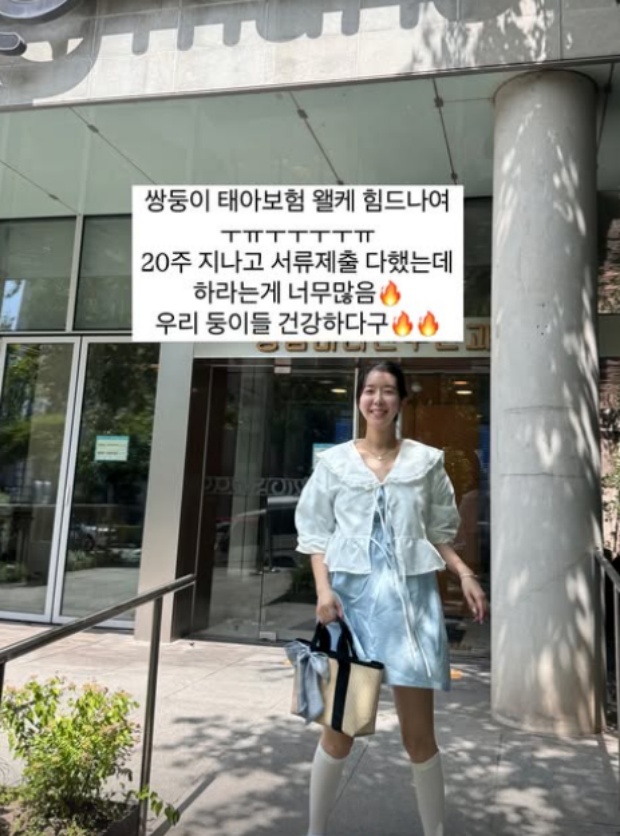 쌍둥이 태아보험 왤케 힘드나여
ㅜㅠㅜㅜㅜㅜㅜㅠ
20주 지나고 서류제출 다했는데
하라는게 너무많음🔥
우리 둥이들 건강하다구🔥🔥